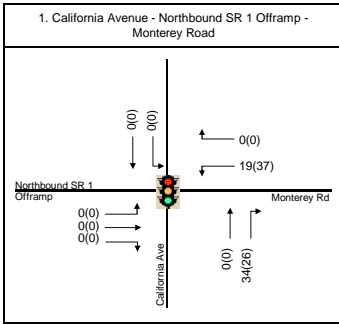 1. California Avenue - Northbound SR 1 Offramp -
Monterey Road
0(0)
0(0)
0(0)
19(37)
Northbound SR 1
Offramp
Monterey Rd
0(0)
0(0)
0(0)
California Ave
0(0)
34(26)